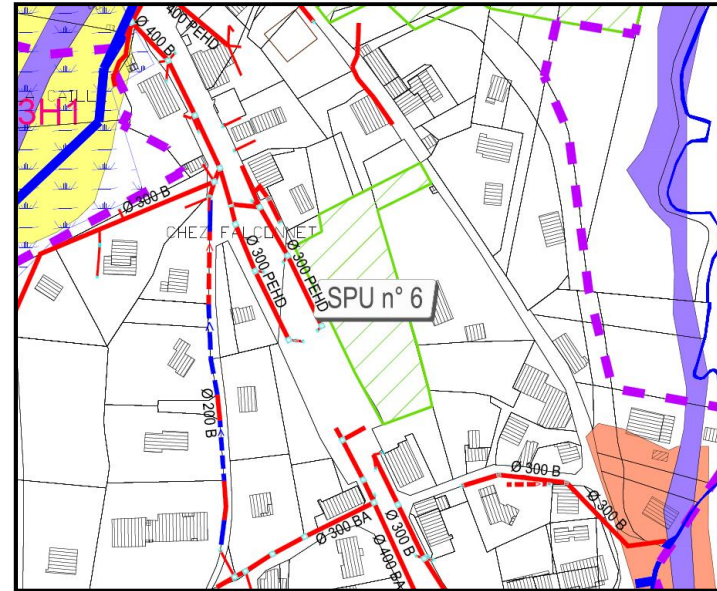 Ø 400 B
400 PEHD
3H1
Ø 300 B
CHEZ FALCONNET
Ø 300 PEHD
Ø 300 PEHD
SPU n° 6
Ø 200 B
Ø 300 B
Ø 300 B
Ø 300 BA
Ø 300 B
Ø 400 BA